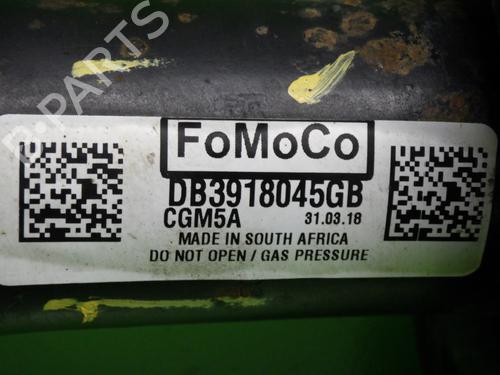 B-PARTS
FoMoCo
DB3918045GB
CGM5A 31.03.18
MADE IN SOUTH AFRICA
DO NOT OPEN / GAS PRESSURE